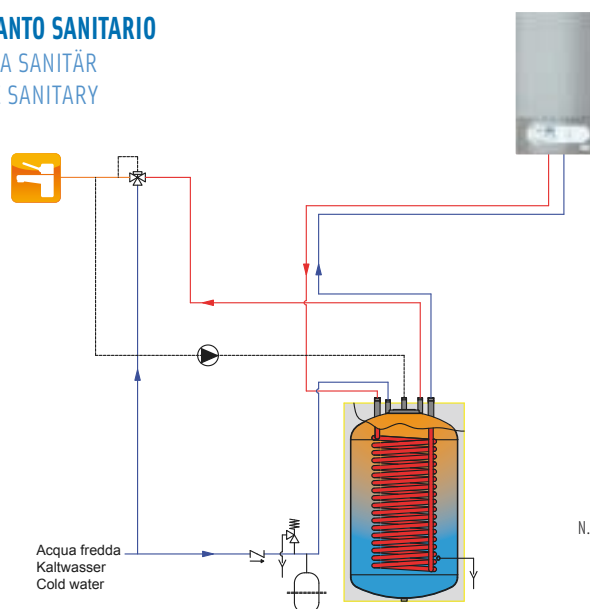 ANTO SANITARIO
A SANITÄR
SANITARY
Acqua fredda
Kaltwasser
Cold water
N.